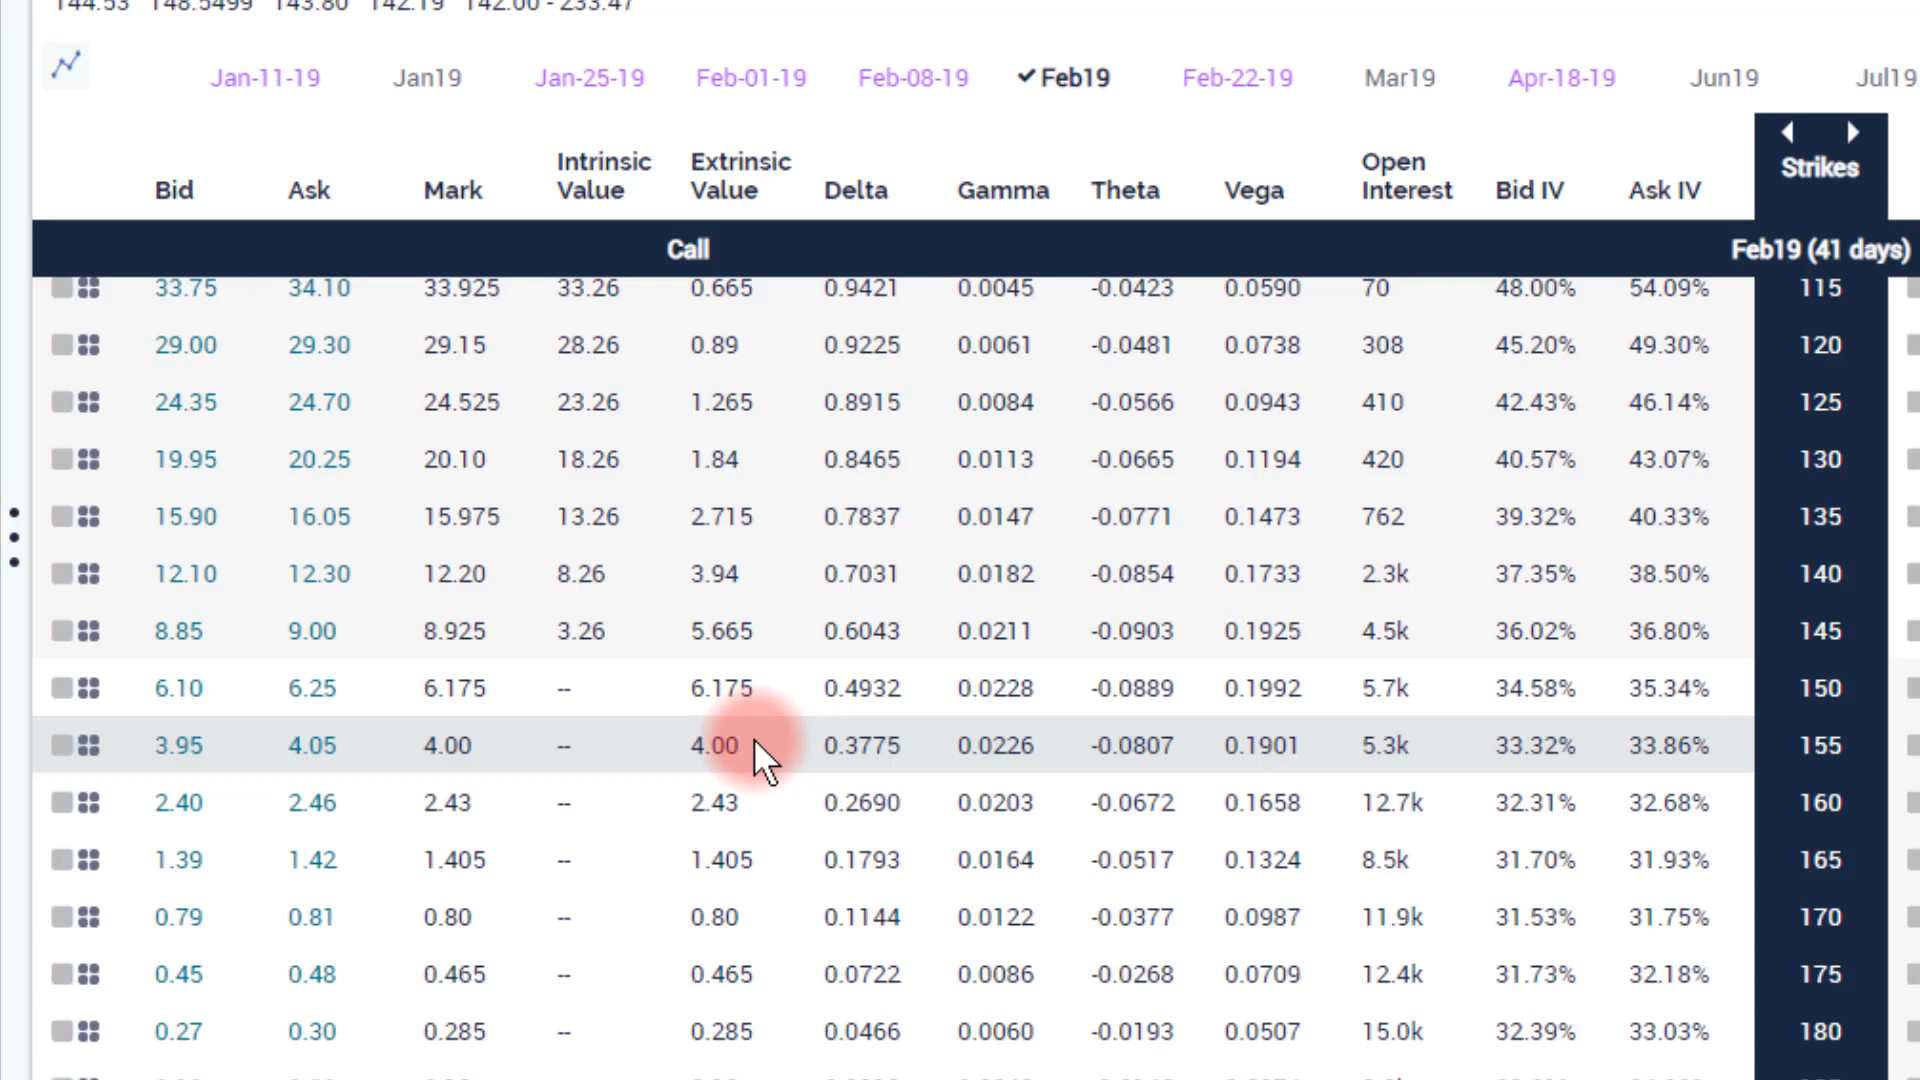 144.53 148.5499 143.80 142.19 142.00 - 233.47
Jan-11-19 Jan19 Jan-25-19 Feb-01-19 Feb-08-19 Feb19 Feb-22-19 Mar19 Apr-18-19 Jun19 Jul19
Strikes
Bid Ask Mark Intrinsic Value Extrinsic Value Delta Gamma Theta Vega Open Interest Bid IV Ask IV
Call Feb19 (41 days)
33.75 34.10 33.925 33.26 0.665 0.9421 0.0045 -0.0423 0.0590 70 48.00% 54.09% 115
29.00 29.30 29.15 28.26 0.89 0.9225 0.0061 -0.0481 0.0738 308 45.20% 49.30% 120
24.35 24.70 24.525 23.26 1.265 0.8915 0.0084 -0.0566 0.0943 410 42.43% 46.14% 125
19.95 20.25 20.10 18.26 1.84 0.8465 0.0113 -0.0665 0.1194 420 40.57% 43.07% 130
15.90 16.05 15.975 13.26 2.715 0.7837 0.0147 -0.0771 0.1473 762 39.32% 40.33% 135
12.10 12.30 12.20 8.26 3.94 0.7031 0.0182 -0.0854 0.1733 2.3k 37.35% 38.50% 140
8.85 9.00 8.925 3.26 5.665 0.6043 0.0211 -0.0903 0.1925 4.5k 36.02% 36.80% 145
6.10 6.25 6.175 -- 6.175 0.4932 0.0228 -0.0889 0.1992 5.7k 34.58% 35.34% 150
3.95 4.05 4.00 -- 4.00 0.3775 0.0226 -0.0807 0.1901 5.3k 33.32% 33.86% 155
2.40 2.46 2.43 -- 2.43 0.2690 0.0203 -0.0672 0.1658 12.7k 32.31% 32.68% 160
1.39 1.42 1.405 -- 1.405 0.1793 0.0164 -0.0517 0.1324 8.5k 31.70% 31.93% 165
0.79 0.81 0.80 -- 0.80 0.1144 0.0122 -0.0377 0.0987 11.9k 31.53% 31.75% 170
0.45 0.48 0.465 -- 0.465 0.0722 0.0086 -0.0268 0.0709 12.4k 31.73% 32.18% 175
0.27 0.30 0.285 -- 0.285 0.0466 0.0060 -0.0193 0.0507 15.0k 32.39% 33.03% 180